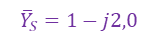 Ȳ_S = 1 − j2,0